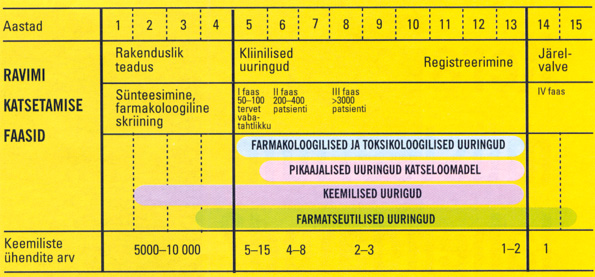 Aastad 1 2 3 4 5 6 7 8 9 10 11 12 13 14 15
RAVIMI
KATSETAMISE
FAASID
Rakenduslik
teadus
Kliinilised
uuringud
Registreerimine
Järel-
valve
Sünteesimine,
farmakoloogiline
skriining
I faas
50–100
tervet
vaba-
tahtlikku
II faas
200–400
patsienti
III faas
>3000
patsienti
IV faas
FARMAKOLOOGILISED JA TOKSIKOLOOGILISED UURINGUD
PIKAAJALISED UURINGUD KATSELOOMADEL
KEEMILISED UURIGUD
FARMATSEUTILISED UURINGUD
Keemiliste
ühendite arv
5000–10 000 5–15 4–8 2–3 1–2 1